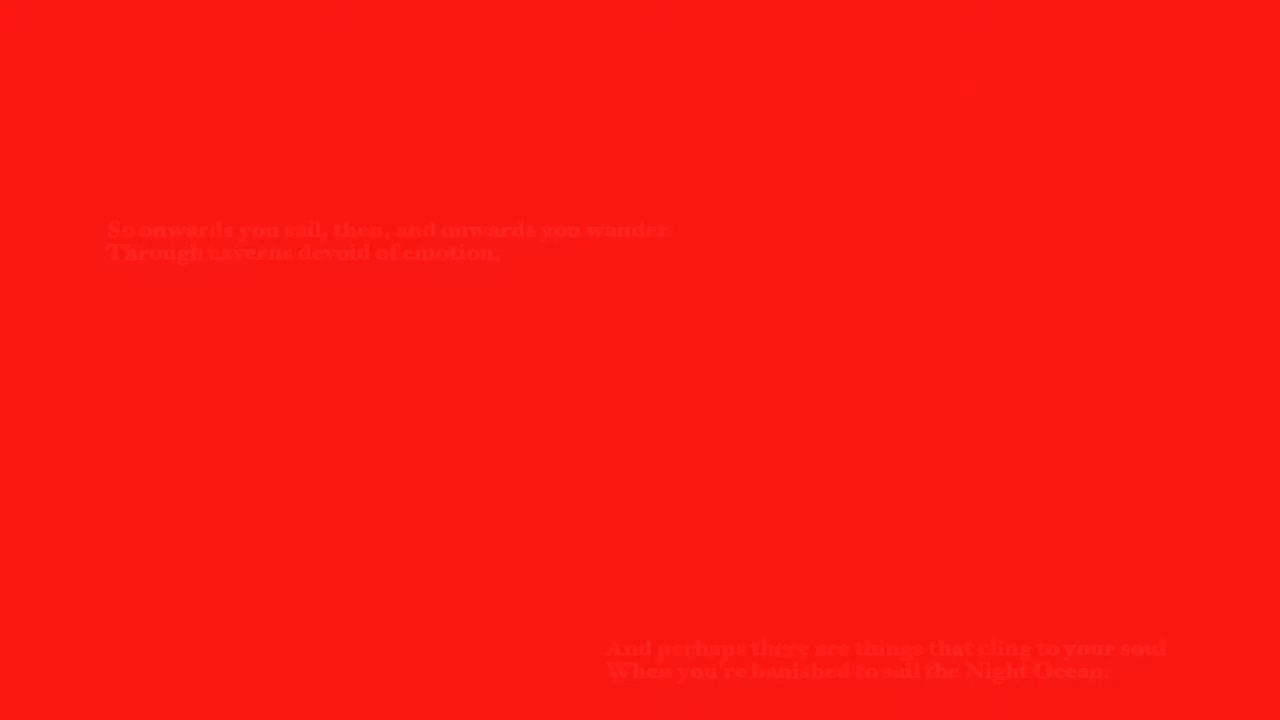 So onwards you sail, then, and onwards you wander
Through caverns devoid of emotion,
And perhaps there are things that cling to your soul
When you're banished to sail the Night Ocean.